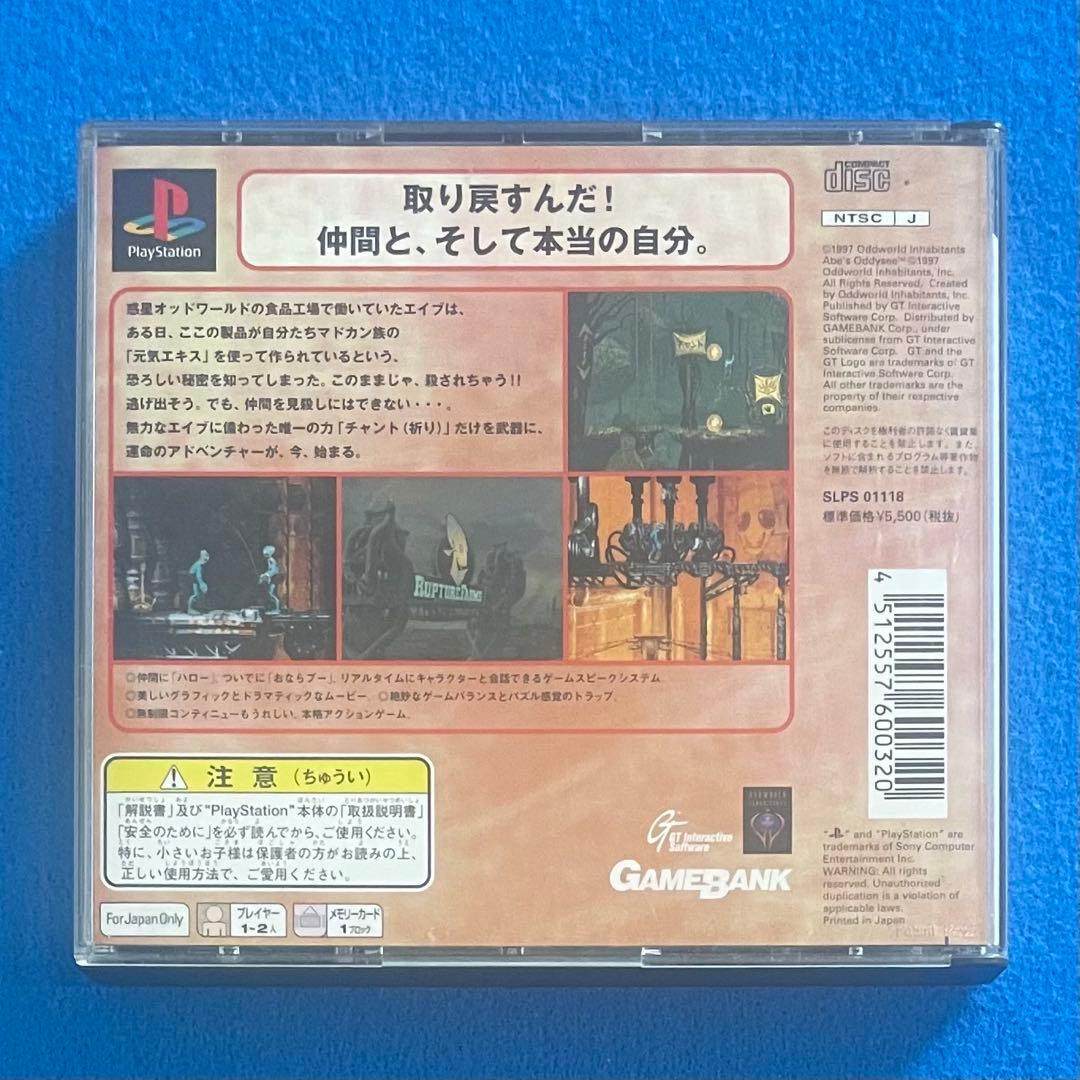 PlayStation
取り戻すんだ!
仲間と、そして本当の自分。
COMPACT
disc
NTSC J
©1997 Oddworld Inhabitants
Abe's Oddysee™ ©1997
Oddworld Inhabitants, Inc.
All Rights Reserved. Created
by Oddworld Inhabitants, Inc.
Published by GT Interactive
Software Corp. Distributed by
GAMEBANK Corp., under
sublicense from GT Interactive
Software Corp. GT and the
GT Logo are trademarks of GT
Interactive Software Corp.
All other trademarks are the
property of their respective
companies.
このディスクを権利者の許諾なく賃貸業
に使用することを禁止します。また、
ソフトに含まれるプログラム等著作物
を無断で解析することを禁止します。
SLPS 01118
標準価格¥5,500(税抜)
4 512557 600032 0
惑星オッドワールドの食品工場で働いていたエイブは、
ある日、ここの製品が自分たちマドカン族の
「元気エキス」を使って作られているという、
恐ろしい秘密を知ってしまった。このままじゃ、殺されちゃう!!
逃げ出そう。でも、仲間を見殺しにはできない・・・。
無力なエイブに備わった唯一の力「チャント(祈り)」だけを武器に、
運命のアドベンチャーが、今、始まる。
RUPTUREFARMS
◎仲間に「ハロー」、ついでに「おならプー」、リアルタイムにキャラクターと会話できるゲームスピークシステム。
◎美しいグラフィックとドラマティックなムービー。◎絶妙なゲームバランスとパズル感覚のトラップ。
◎無制限コンティニューもうれしい、本格アクションゲーム。
注意(ちゅうい)
「解説書」及び"PlayStation"本体の「取扱説明書」
「安全のために」を必ず読んでから、ご使用ください。
特に、小さいお子様は保護者の方がお読みの上、
正しい使用方法で、ご愛用ください。
For Japan Only
プレイヤー
1~2人
メモリーカード
1ブロック
GT Interactive
Software
ODDWORLD
INHABITANTS
GAMEBANK
"PS" and "PlayStation" are
trademarks of Sony Computer
Entertainment Inc.
WARNING: All rights
reserved. Unauthorized
duplication is a violation of
applicable laws.
Printed in Japan